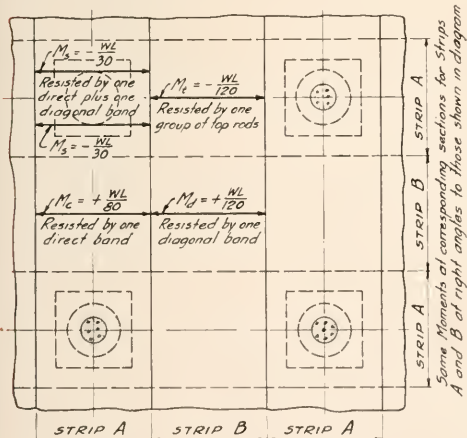 Ms = - WL/30
Resisted by one
direct plus one
diagonal band
Ms = - WL/30
Mt = - WL/120
Resisted by one
group of top rods
Mc = + WL/80
Resisted by one
direct band
Md = + WL/120
Resisted by one
diagonal band
STRIP A
STRIP B
STRIP A
Same Moments at corresponding sections for Strips
A and B at right angles to those shown in diagram
STRIP A
STRIP B
STRIP A